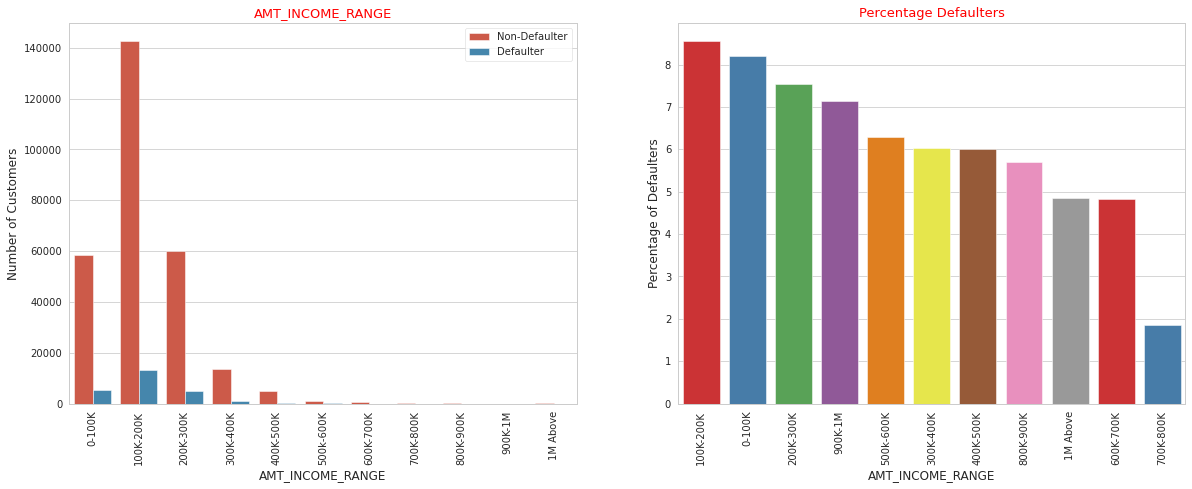 AMT_INCOME_RANGE
Non-Defaulter
Defaulter
Number of Customers
140000
120000
100000
80000
60000
40000
20000
0
0-100K
100K-200K
200K-300K
300K-400K
400K-500K
500k-600K
600K-700K
700K-800K
800K-900K
900K-1M
1M Above
AMT_INCOME_RANGE
Percentage Defaulters
Percentage of Defaulters
8
7
6
5
4
3
2
1
0
100K-200K
0-100K
200K-300K
900K-1M
500k-600K
300K-400K
400K-500K
800K-900K
1M Above
600K-700K
700K-800K
AMT_INCOME_RANGE